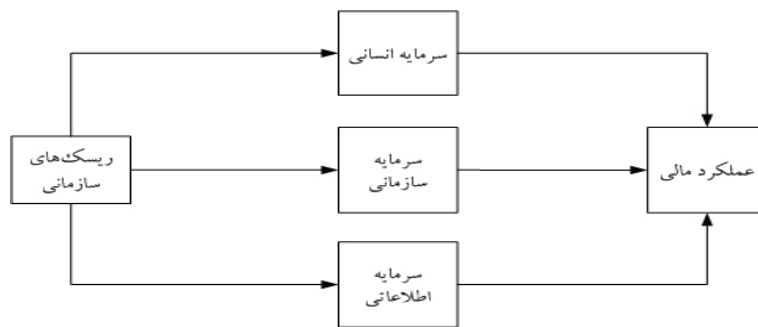 سرمایه انسانی
ریسک‌های
سازمانی
سرمایه
سازمانی
عملکرد مالی
سرمایه
اطلاعاتی